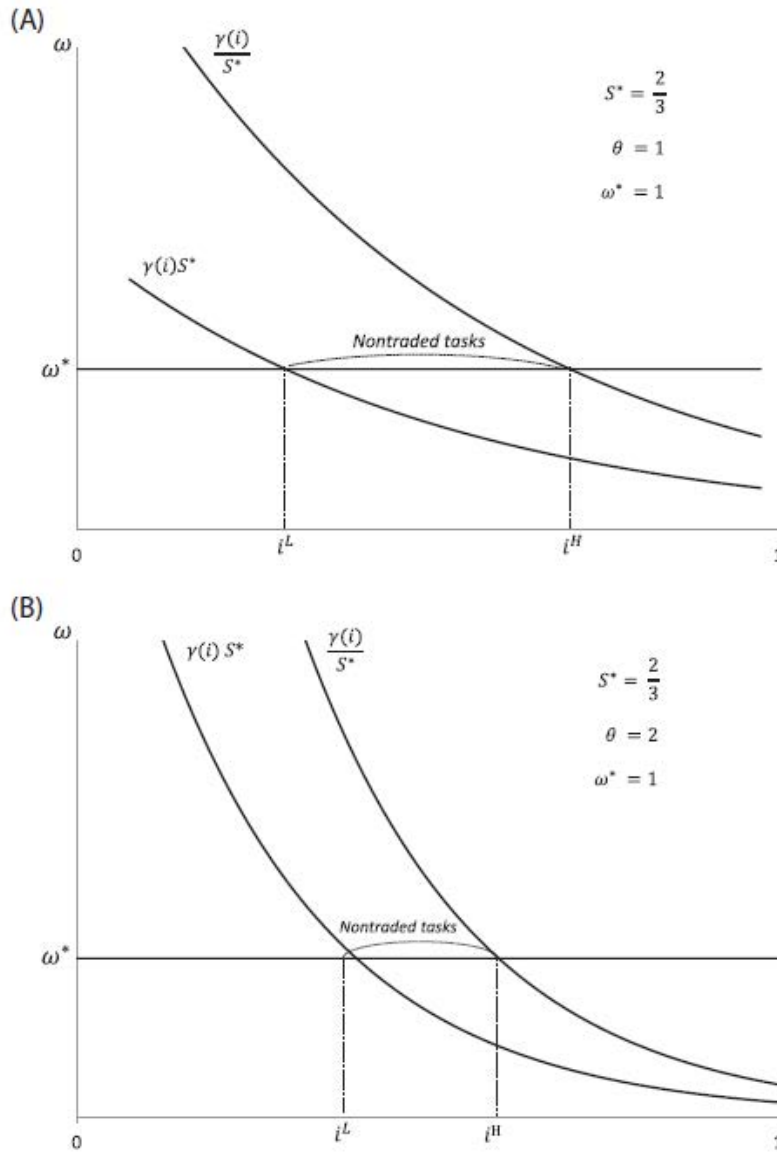 (A)
ω
γ(i)
S*
S* = 2
3
θ = 1
ω* = 1
γ(i)S*
Nontraded tasks
ω*
0
i^L
i^H
1
(B)
ω
γ(i) S*
γ(i)
S*
S* = 2
3
θ = 2
ω* = 1
Nontraded tasks
ω*
0
i^L
i^H
1